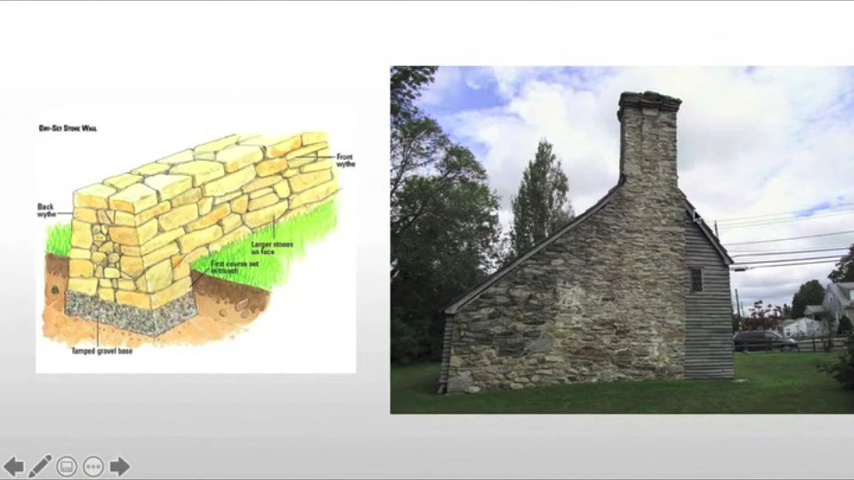 DRY-SET STONE WALL
Front
wythe
Back
wythe
Larger stones
on face
First course set
in trench
Tamped gravel base